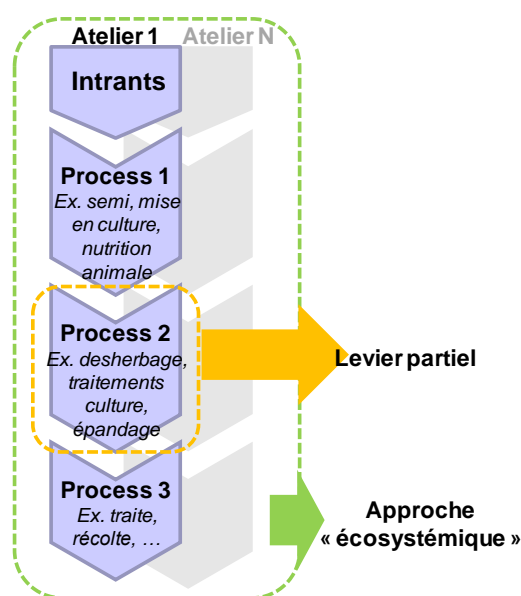 Atelier 1 Atelier N
Intrants
Process 1
Ex. semi, mise
en culture,
nutrition
animale
Process 2
Ex. desherbage,
traitements
culture,
épandage
Levier partiel
Process 3
Ex. traite,
récolte, …
Approche
« écosystémique »